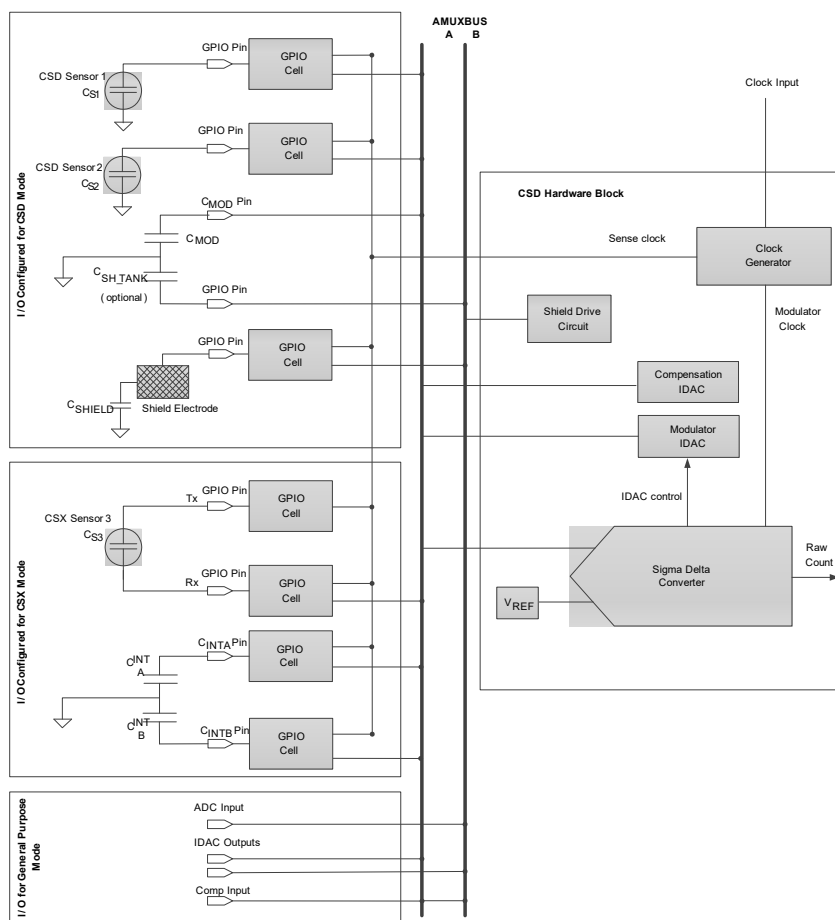 AMUXBUS
A B
I/O Configured for CSD Mode
GPIO Pin
GPIO
Cell
CSD Sensor 1
CS1
GPIO Pin
GPIO
Cell
CSD Sensor 2
CS2
CMOD Pin
CMOD
CSH_TANK
(optional)
GPIO Pin
GPIO Pin
GPIO
Cell
CSHIELD
Shield Electrode
I/O Configured for CSX Mode
Tx
GPIO Pin
GPIO
Cell
CSX Sensor 3
CS3
Rx
GPIO Pin
GPIO
Cell
CINTA Pin
GPIO
Cell
CINT
A
CINT
B
CINTB Pin
GPIO
Cell
I/O for General Purpose
Mode
ADC Input
IDAC Outputs
Comp Input
Clock Input
CSD Hardware Block
Sense clock
Clock
Generator
Modulator
Clock
Shield Drive
Circuit
Compensation
IDAC
Modulator
IDAC
IDAC control
Sigma Delta
Converter
Raw
Count
VREF